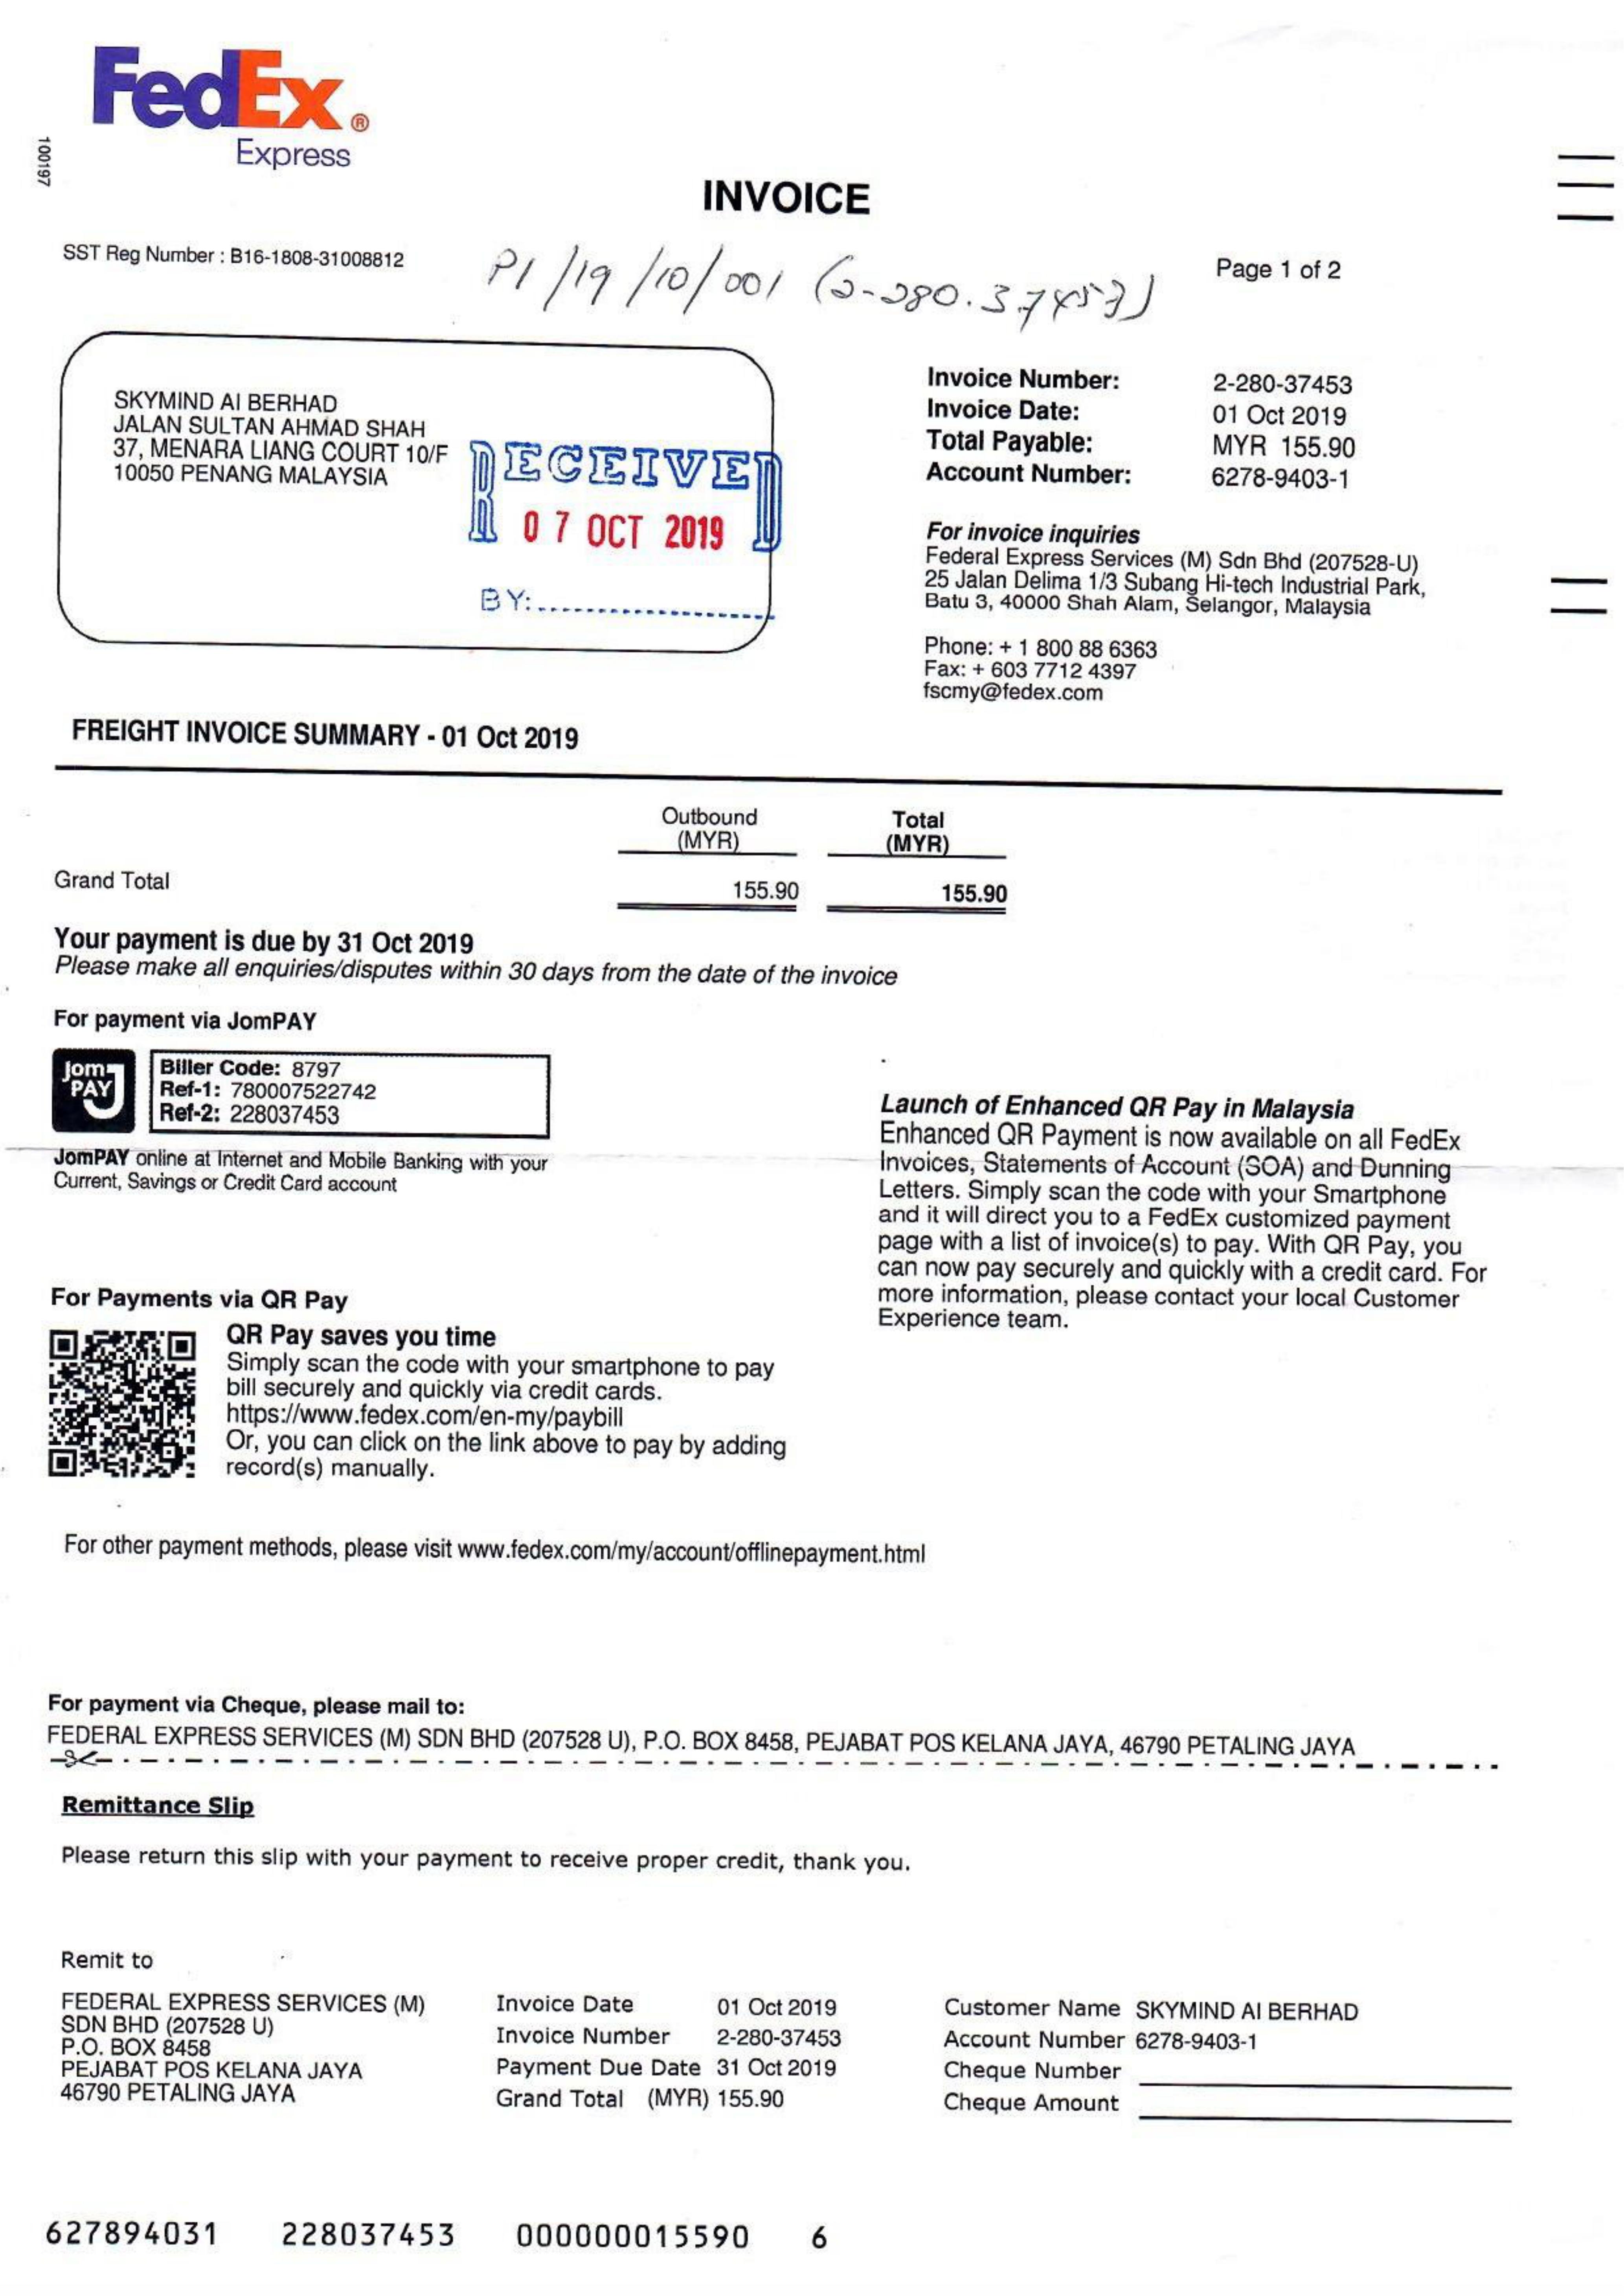 FedEx®
Express
100197
INVOICE
SST Reg Number : B16-1808-31008812
PI/19/10/001 (2-280.37453)
Page 1 of 2
SKYMIND AI BERHAD
JALAN SULTAN AHMAD SHAH
37, MENARA LIANG COURT 10/F
10050 PENANG MALAYSIA
RECEIVED
07 OCT 2019
BY:
Invoice Number: 2-280-37453
Invoice Date: 01 Oct 2019
Total Payable: MYR 155.90
Account Number: 6278-9403-1
For invoice inquiries
Federal Express Services (M) Sdn Bhd (207528-U)
25 Jalan Delima 1/3 Subang Hi-tech Industrial Park,
Batu 3, 40000 Shah Alam, Selangor, Malaysia
Phone: + 1 800 88 6363
Fax: + 603 7712 4397
fscmy@fedex.com
FREIGHT INVOICE SUMMARY - 01 Oct 2019
Outbound Total
(MYR) (MYR)
Grand Total 155.90 155.90
Your payment is due by 31 Oct 2019
Please make all enquiries/disputes within 30 days from the date of the invoice
For payment via JomPAY
Jom
PAY
Biller Code: 8797
Ref-1: 780007522742
Ref-2: 228037453
JomPAY online at Internet and Mobile Banking with your
Current, Savings or Credit Card account
Launch of Enhanced QR Pay in Malaysia
Enhanced QR Payment is now available on all FedEx
Invoices, Statements of Account (SOA) and Dunning
Letters. Simply scan the code with your Smartphone
and it will direct you to a FedEx customized payment
page with a list of invoice(s) to pay. With QR Pay, you
can now pay securely and quickly with a credit card. For
more information, please contact your local Customer
Experience team.
For Payments via QR Pay
QR Pay saves you time
Simply scan the code with your smartphone to pay
bill securely and quickly via credit cards.
https://www.fedex.com/en-my/paybill
Or, you can click on the link above to pay by adding
record(s) manually.
For other payment methods, please visit www.fedex.com/my/account/offlinepayment.html
For payment via Cheque, please mail to:
FEDERAL EXPRESS SERVICES (M) SDN BHD (207528 U), P.O. BOX 8458, PEJABAT POS KELANA JAYA, 46790 PETALING JAYA
Remittance Slip
Please return this slip with your payment to receive proper credit, thank you.
Remit to
FEDERAL EXPRESS SERVICES (M)
SDN BHD (207528 U)
P.O. BOX 8458
PEJABAT POS KELANA JAYA
46790 PETALING JAYA
Invoice Date 01 Oct 2019
Invoice Number 2-280-37453
Payment Due Date 31 Oct 2019
Grand Total (MYR) 155.90
Customer Name SKYMIND AI BERHAD
Account Number 6278-9403-1
Cheque Number
Cheque Amount
627894031 228037453 000000015590 6